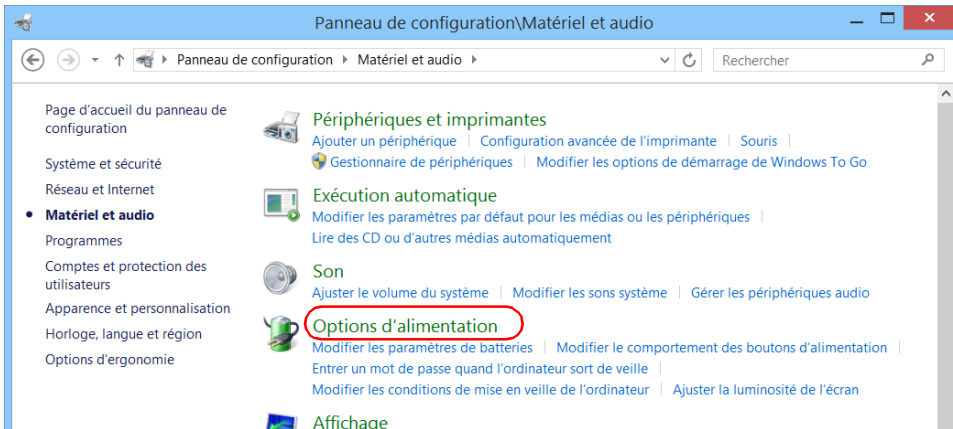 Panneau de configuration\Matériel et audio
Panneau de configuration Matériel et audio
Rechercher
Page d'accueil du panneau de
configuration
Système et sécurité
Réseau et Internet
Matériel et audio
Programmes
Comptes et protection des
utilisateurs
Apparence et personnalisation
Horloge, langue et région
Options d'ergonomie
Périphériques et imprimantes
Ajouter un périphérique | Configuration avancée de l'imprimante | Souris |
Gestionnaire de périphériques | Modifier les options de démarrage de Windows To Go
Exécution automatique
Modifier les paramètres par défaut pour les médias ou les périphériques |
Lire des CD ou d'autres médias automatiquement
Son
Ajuster le volume du système | Modifier les sons système | Gérer les périphériques audio
Options d'alimentation
Modifier les paramètres de batteries | Modifier le comportement des boutons d'alimentation |
Entrer un mot de passe quand l'ordinateur sort de veille |
Modifier les conditions de mise en veille de l'ordinateur | Ajuster la luminosité de l'écran
Affichage